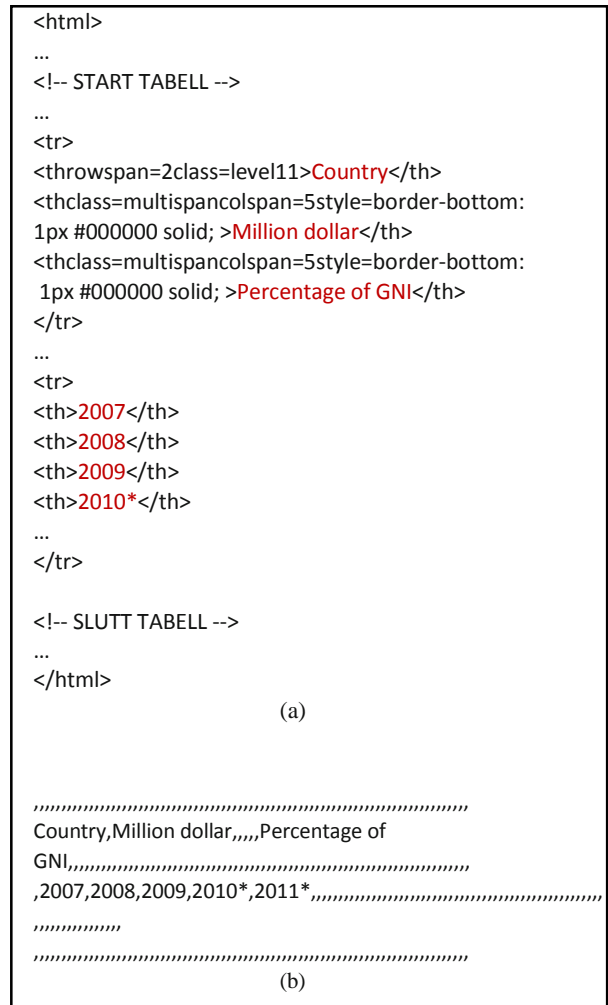 <html>
...
<!-- START TABELL -->
...
<tr>
<throwspan=2class=level11>Country</th>
<thclass=multispancolspan=5style=border-bottom:
1px #000000 solid; >Million dollar</th>
<thclass=multispancolspan=5style=border-bottom:
1px #000000 solid; >Percentage of GNI</th>
</tr>
...
<tr>
<th>2007</th>
<th>2008</th>
<th>2009</th>
<th>2010*</th>
...
</tr>
<!-- SLUTT TABELL -->
...
</html>
(a)
,,,,,,,,,,,,,,,,,,,,,,,,,,,,,,,,,,,,,,,,,,,,,,,,,,,,,,,,,,,,,,,,,,,,,,,,,,,,,,,
Country,Million dollar,,,,,Percentage of
GNI,,,,,,,,,,,,,,,,,,,,,,,,,,,,,,,,,,,,,,,,,,,,,,,,,,,,,,,,,,,,,,,,,,,,,,,,,
,2007,2008,2009,2010*,2011*,,,,,,,,,,,,,,,,,,,,,,,,,,,,,,,,,,,,,,,,,,,,,,,,,,,,,
,,,,,,,,,,,,,,,,
,,,,,,,,,,,,,,,,,,,,,,,,,,,,,,,,,,,,,,,,,,,,,,,,,,,,,,,,,,,,,,,,,,,,,,,,,,,,,,,
(b)